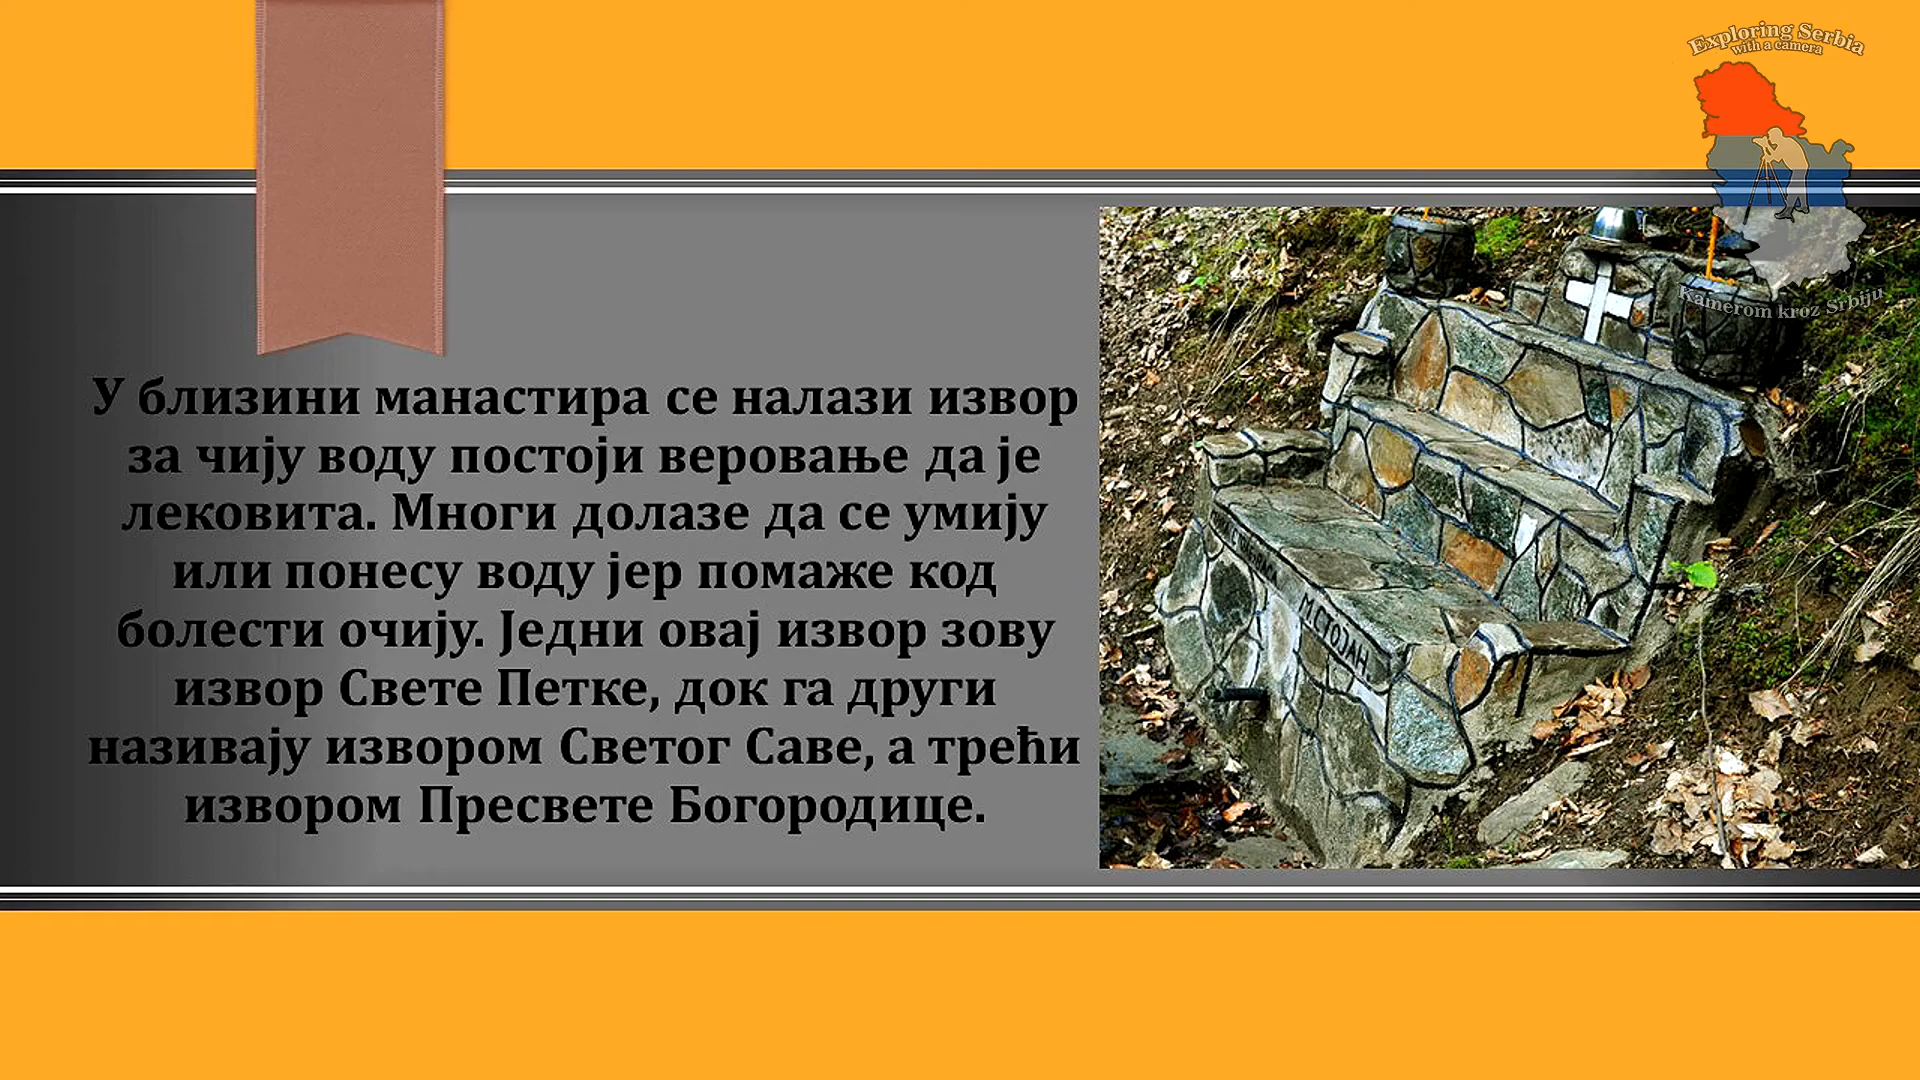 Exploring Serbia
with a camera
Kamerom kroz Srbiju
У близини манастира се налази извор
за чију воду постоји веровање да је
лековита. Многи долазе да се умију
или понесу воду јер помаже код
болести очију. Једни овај извор зову
извор Свете Петке, док га други
називају извором Светог Саве, а трећи
извором Пресвете Богородице.
М.СТОЈАН